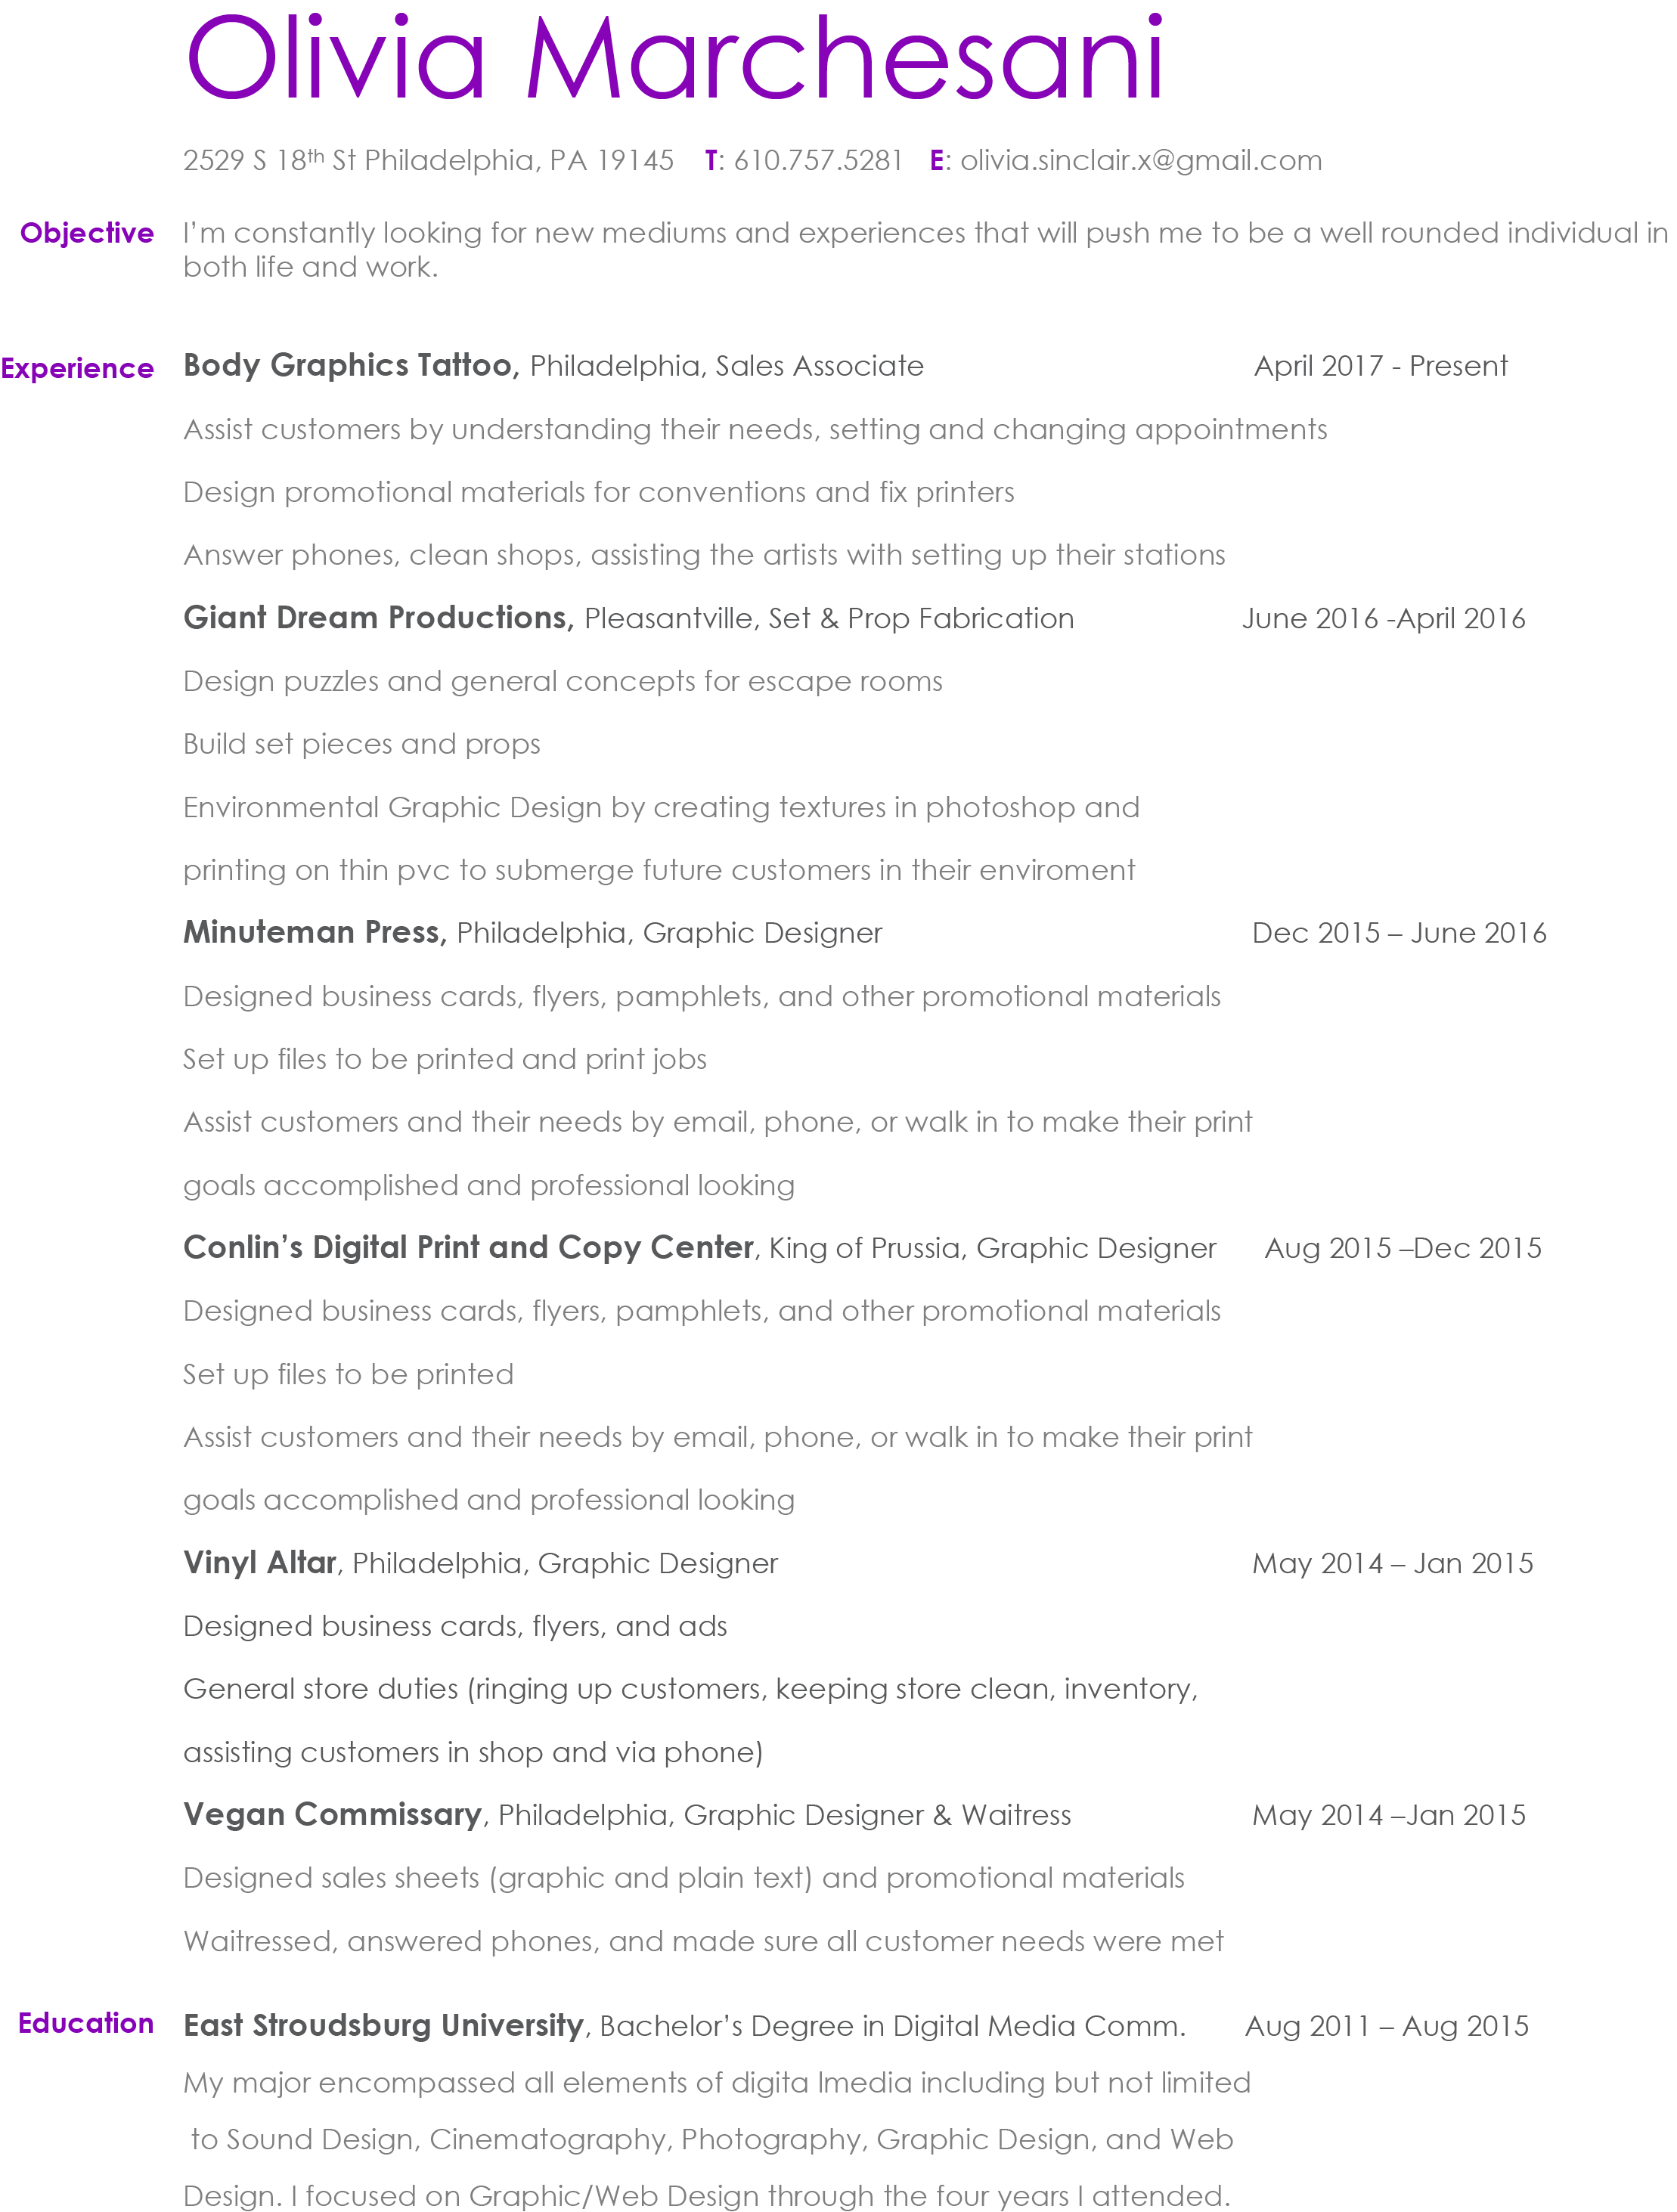 Olivia Marchesani
2529 S 18th St Philadelphia, PA 19145 T: 610.757.5281 E: olivia.sinclair.x@gmail.com
Objective I’m constantly looking for new mediums and experiences that will push me to be a well rounded individual in
both life and work.
Experience Body Graphics Tattoo, Philadelphia, Sales Associate April 2017 - Present
Assist customers by understanding their needs, setting and changing appointments
Design promotional materials for conventions and fix printers
Answer phones, clean shops, assisting the artists with setting up their stations
Giant Dream Productions, Pleasantville, Set & Prop Fabrication June 2016 -April 2016
Design puzzles and general concepts for escape rooms
Build set pieces and props
Environmental Graphic Design by creating textures in photoshop and
printing on thin pvc to submerge future customers in their enviroment
Minuteman Press, Philadelphia, Graphic Designer Dec 2015 – June 2016
Designed business cards, flyers, pamphlets, and other promotional materials
Set up files to be printed and print jobs
Assist customers and their needs by email, phone, or walk in to make their print
goals accomplished and professional looking
Conlin’s Digital Print and Copy Center, King of Prussia, Graphic Designer Aug 2015 –Dec 2015
Designed business cards, flyers, pamphlets, and other promotional materials
Set up files to be printed
Assist customers and their needs by email, phone, or walk in to make their print
goals accomplished and professional looking
Vinyl Altar, Philadelphia, Graphic Designer May 2014 – Jan 2015
Designed business cards, flyers, and ads
General store duties (ringing up customers, keeping store clean, inventory,
assisting customers in shop and via phone)
Vegan Commissary, Philadelphia, Graphic Designer & Waitress May 2014 –Jan 2015
Designed sales sheets (graphic and plain text) and promotional materials
Waitressed, answered phones, and made sure all customer needs were met
Education East Stroudsburg University, Bachelor’s Degree in Digital Media Comm. Aug 2011 – Aug 2015
My major encompassed all elements of digita lmedia including but not limited
to Sound Design, Cinematography, Photography, Graphic Design, and Web
Design. I focused on Graphic/Web Design through the four years I attended.